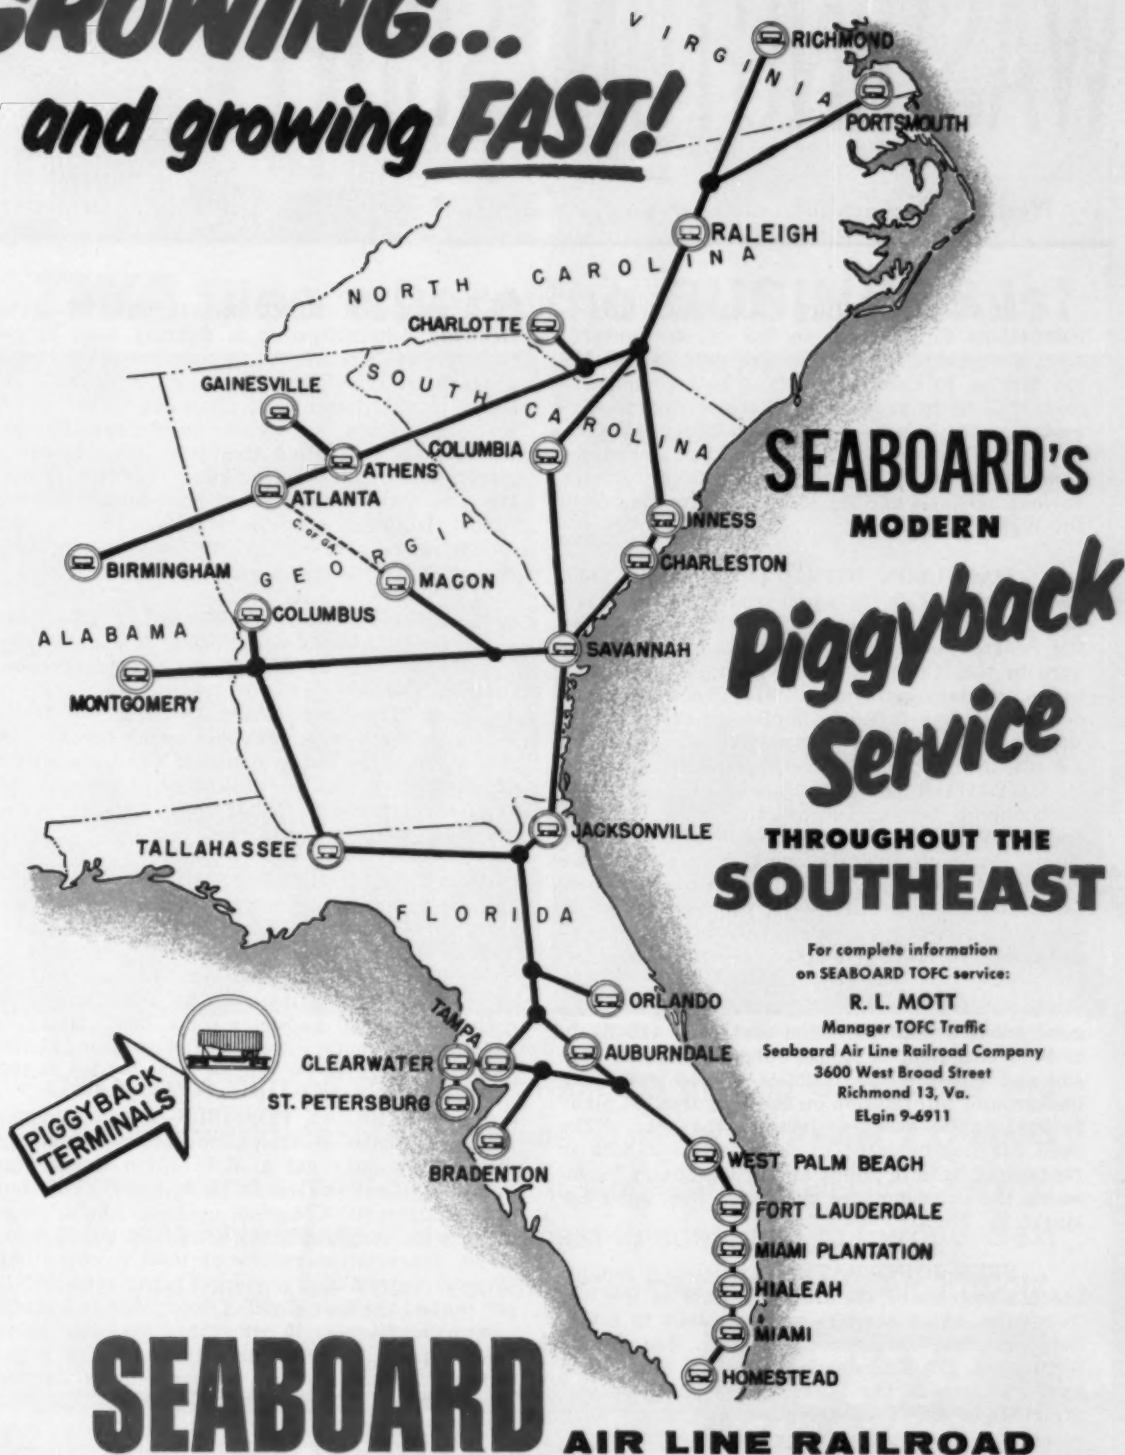 GROWING...
and growing FAST!
VIRGINIA
RICHMOND
PORTSMOUTH
RALEIGH
NORTH CAROLINA
CHARLOTTE
SOUTH CAROLINA
GAINESVILLE
COLUMBIA
ATHENS
ATLANTA
C. OF GA.
GEORGIA
INNESS
CHARLESTON
BIRMINGHAM
MACON
COLUMBUS
ALABAMA
SAVANNAH
MONTGOMERY
JACKSONVILLE
TALLAHASSEE
FLORIDA
ORLANDO
TAMPA
CLEARWATER
AUBURNDALE
ST. PETERSBURG
BRADENTON
WEST PALM BEACH
FORT LAUDERDALE
MIAMI PLANTATION
HIALEAH
MIAMI
HOMESTEAD
PIGGYBACK
TERMINALS
SEABOARD's
MODERN
Piggyback
Service
THROUGHOUT THE
SOUTHEAST
For complete information
on SEABOARD TOFC service:
R. L. MOTT
Manager TOFC Traffic
Seaboard Air Line Railroad Company
3600 West Broad Street
Richmond 13, Va.
ELgin 9-6911
SEABOARD
AIR LINE RAILROAD